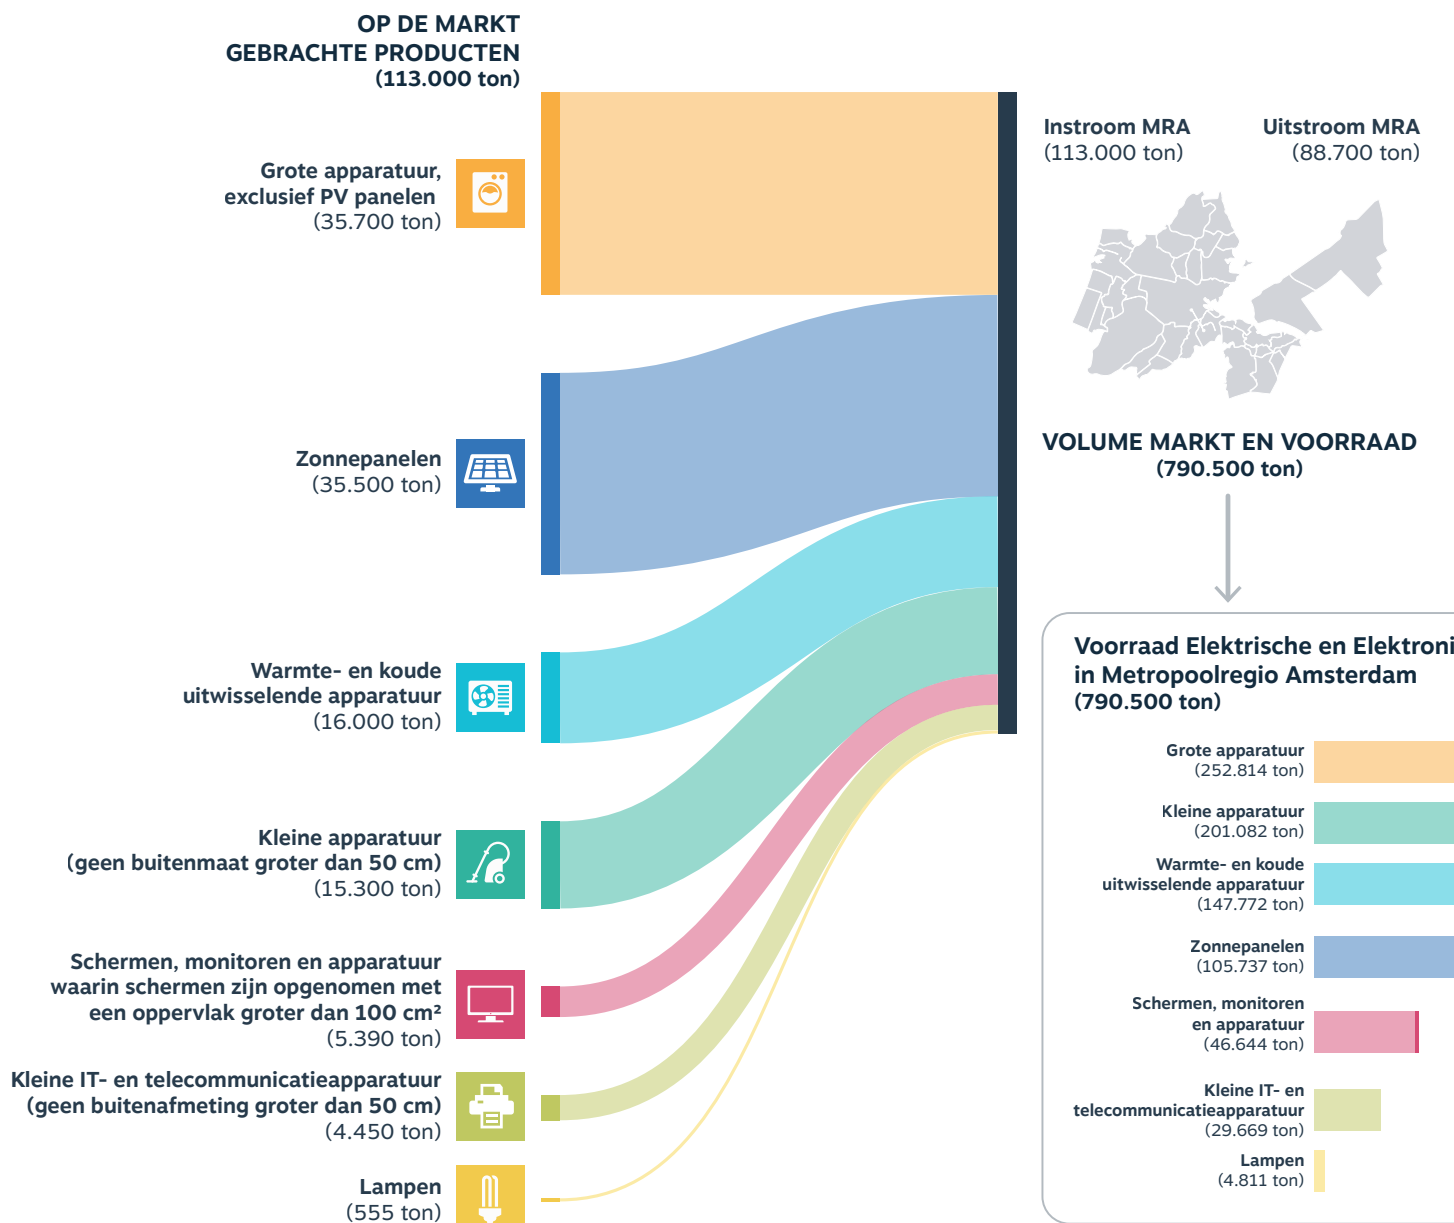 OP DE MARKT
GEBRACHTE PRODUCTEN
(113.000 ton)
Grote apparatuur,
exclusief PV panelen
(35.700 ton)
Zonnepanelen
(35.500 ton)
Warmte- en koude
uitwisselende apparatuur
(16.000 ton)
Kleine apparatuur
(geen buitenmaat groter dan 50 cm)
(15.300 ton)
Schermen, monitoren en apparatuur
waarin schermen zijn opgenomen met
een oppervlak groter dan 100 cm²
(5.390 ton)
Kleine IT- en telecommunicatieapparatuur
(geen buitenafmeting groter dan 50 cm)
(4.450 ton)
Lampen
(555 ton)
Instroom MRA
(113.000 ton)
Uitstroom MRA
(88.700 ton)
VOLUME MARKT EN VOORRAAD
(790.500 ton)
Voorraad Elektrische en Elektroni
in Metropoolregio Amsterdam
(790.500 ton)
Grote apparatuur
(252.814 ton)
Kleine apparatuur
(201.082 ton)
Warmte- en koude
uitwisselende apparatuur
(147.772 ton)
Zonnepanelen
(105.737 ton)
Schermen, monitoren
en apparatuur
(46.644 ton)
Kleine IT- en
telecommunicatieapparatuur
(29.669 ton)
Lampen
(4.811 ton)